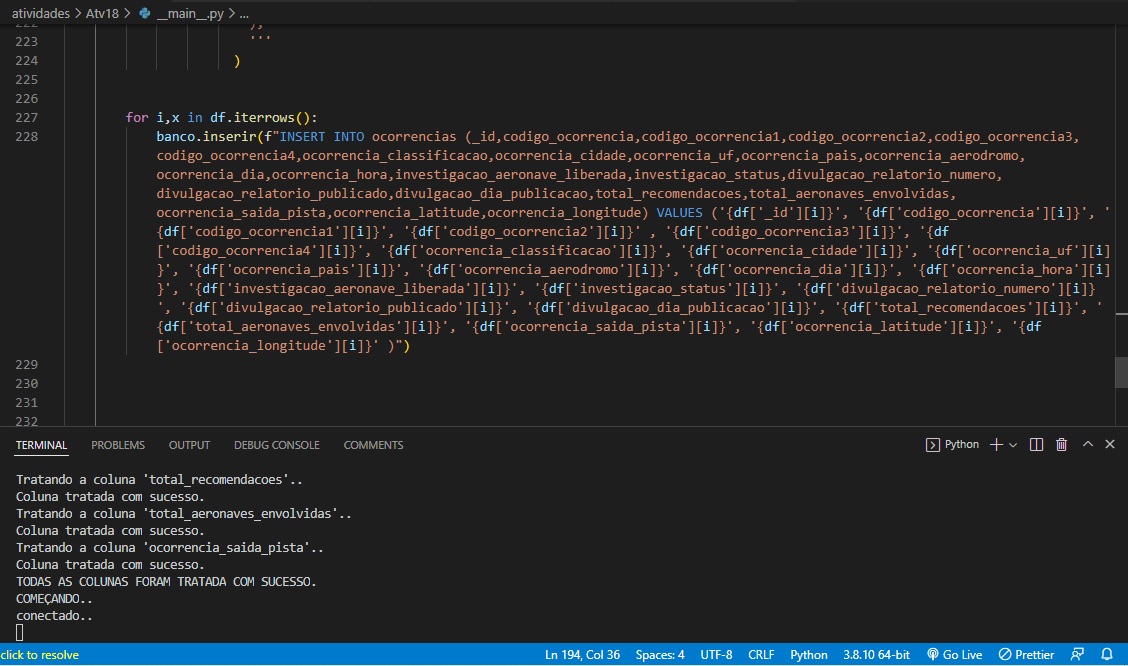 atividades > Atv18 > __main__.py > ...
222
223 '''
224 )
225
226
227 for i,x in df.iterrows():
228 banco.inserir(f"INSERT INTO ocorrencias (_id,codigo_ocorrencia,codigo_ocorrencia1,codigo_ocorrencia2,codigo_ocorrencia3,
codigo_ocorrencia4,ocorrencia_classificacao,ocorrencia_cidade,ocorrencia_uf,ocorrencia_pais,ocorrencia_aerodromo,
ocorrencia_dia,ocorrencia_hora,investigacao_aeronave_liberada,investigacao_status,divulgacao_relatorio_numero,
divulgacao_relatorio_publicado,divulgacao_dia_publicacao,total_recomendacoes,total_aeronaves_envolvidas,
ocorrencia_saida_pista,ocorrencia_latitude,ocorrencia_longitude) VALUES ('{df['_id'][i]}', '{df['codigo_ocorrencia'][i]}', '
{df['codigo_ocorrencia1'][i]}', '{df['codigo_ocorrencia2'][i]}' , '{df['codigo_ocorrencia3'][i]}', '{df
['codigo_ocorrencia4'][i]}', '{df['ocorrencia_classificacao'][i]}', '{df['ocorrencia_cidade'][i]}', '{df['ocorrencia_uf'][i]
}', '{df['ocorrencia_pais'][i]}', '{df['ocorrencia_aerodromo'][i]}', '{df['ocorrencia_dia'][i]}', '{df['ocorrencia_hora'][i]
}', '{df['investigacao_aeronave_liberada'][i]}', '{df['investigacao_status'][i]}', '{df['divulgacao_relatorio_numero'][i]}
', '{df['divulgacao_relatorio_publicado'][i]}', '{df['divulgacao_dia_publicacao'][i]}', '{df['total_recomendacoes'][i]}', '
{df['total_aeronaves_envolvidas'][i]}', '{df['ocorrencia_saida_pista'][i]}', '{df['ocorrencia_latitude'][i]}', '{df
['ocorrencia_longitude'][i]}' )")
229
230
231
232
TERMINAL PROBLEMS OUTPUT DEBUG CONSOLE COMMENTS Python
Tratando a coluna 'total_recomendacoes'..
Coluna tratada com sucesso.
Tratando a coluna 'total_aeronaves_envolvidas'..
Coluna tratada com sucesso.
Tratando a coluna 'ocorrencia_saida_pista'..
Coluna tratada com sucesso.
TODAS AS COLUNAS FORAM TRATADA COM SUCESSO.
COMEÇANDO..
conectado..
click to resolve Ln 194, Col 36 Spaces: 4 UTF-8 CRLF Python 3.8.10 64-bit Go Live Prettier